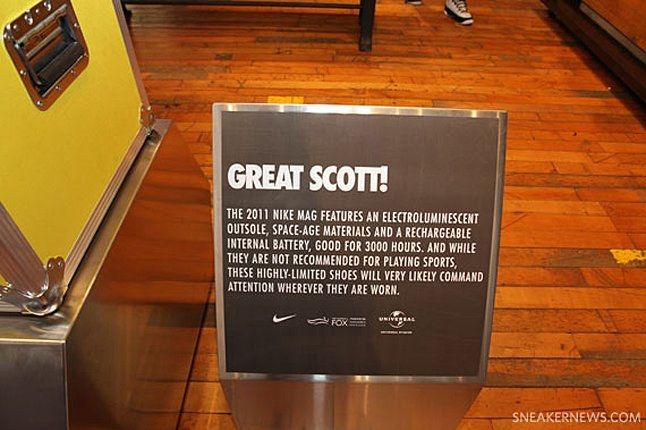 GREAT SCOTT!
THE 2011 NIKE MAG FEATURES AN ELECTROLUMINESCENT
OUTSOLE, SPACE-AGE MATERIALS AND A RECHARGEABLE
INTERNAL BATTERY, GOOD FOR 3000 HOURS. AND WHILE
THEY ARE NOT RECOMMENDED FOR PLAYING SPORTS,
THESE HIGHLY-LIMITED SHOES WILL VERY LIKELY COMMAND
ATTENTION WHEREVER THEY ARE WORN.
FOX
UNIVERSAL
SNEAKERNEWS.COM